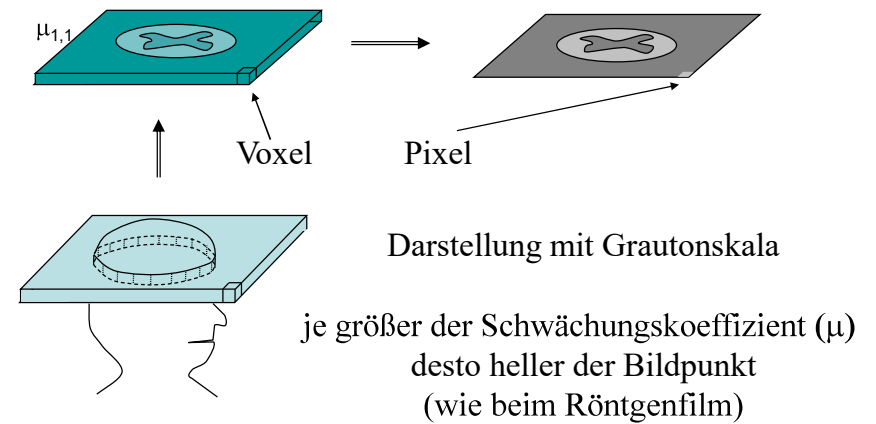 μ1,1
Voxel
Pixel
Darstellung mit Grautonskala
je größer der Schwächungskoeffizient (μ)
desto heller der Bildpunkt
(wie beim Röntgenfilm)